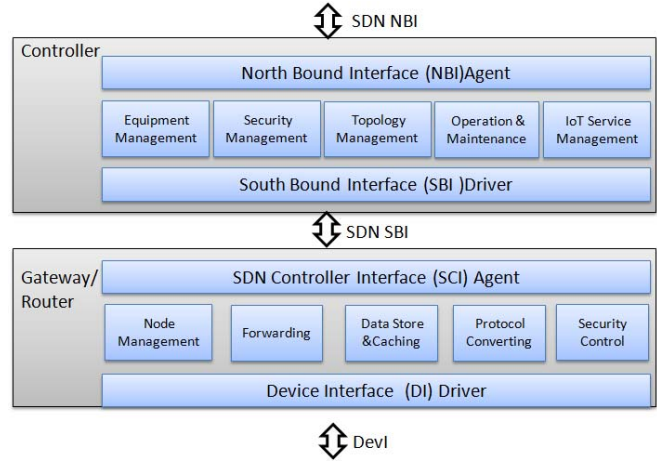 SDN NBI
Controller
North Bound Interface (NBI)Agent
Equipment
Management
Security
Management
Topology
Management
Operation &
Maintenance
IoT Service
Management
South Bound Interface (SBI )Driver
SDN SBI
Gateway/
Router
SDN Controller Interface (SCI) Agent
Node
Management
Forwarding
Data Store
&Caching
Protocol
Converting
Security
Control
Device Interface (DI) Driver
DevI